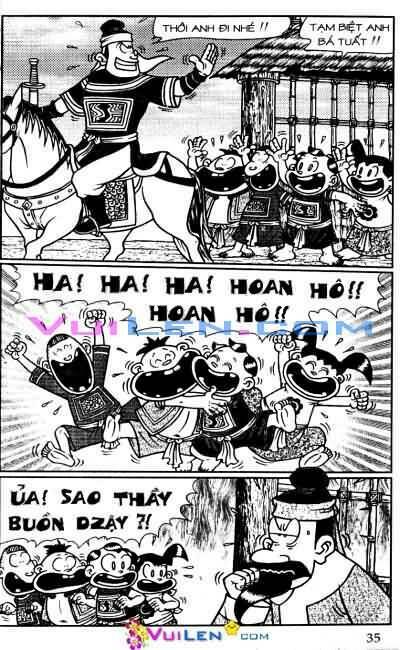 THÔI ANH ĐI NHÉ !!
TẠM BIỆT ANH
BÁ TUẤT !!
HA! HA! HA! HOAN HÔ!!
HOAN HÔ!!
VuiLen.com
ỦA! SAO THẦY
BUỒN DZẬY ?!
35
VuiLen.com